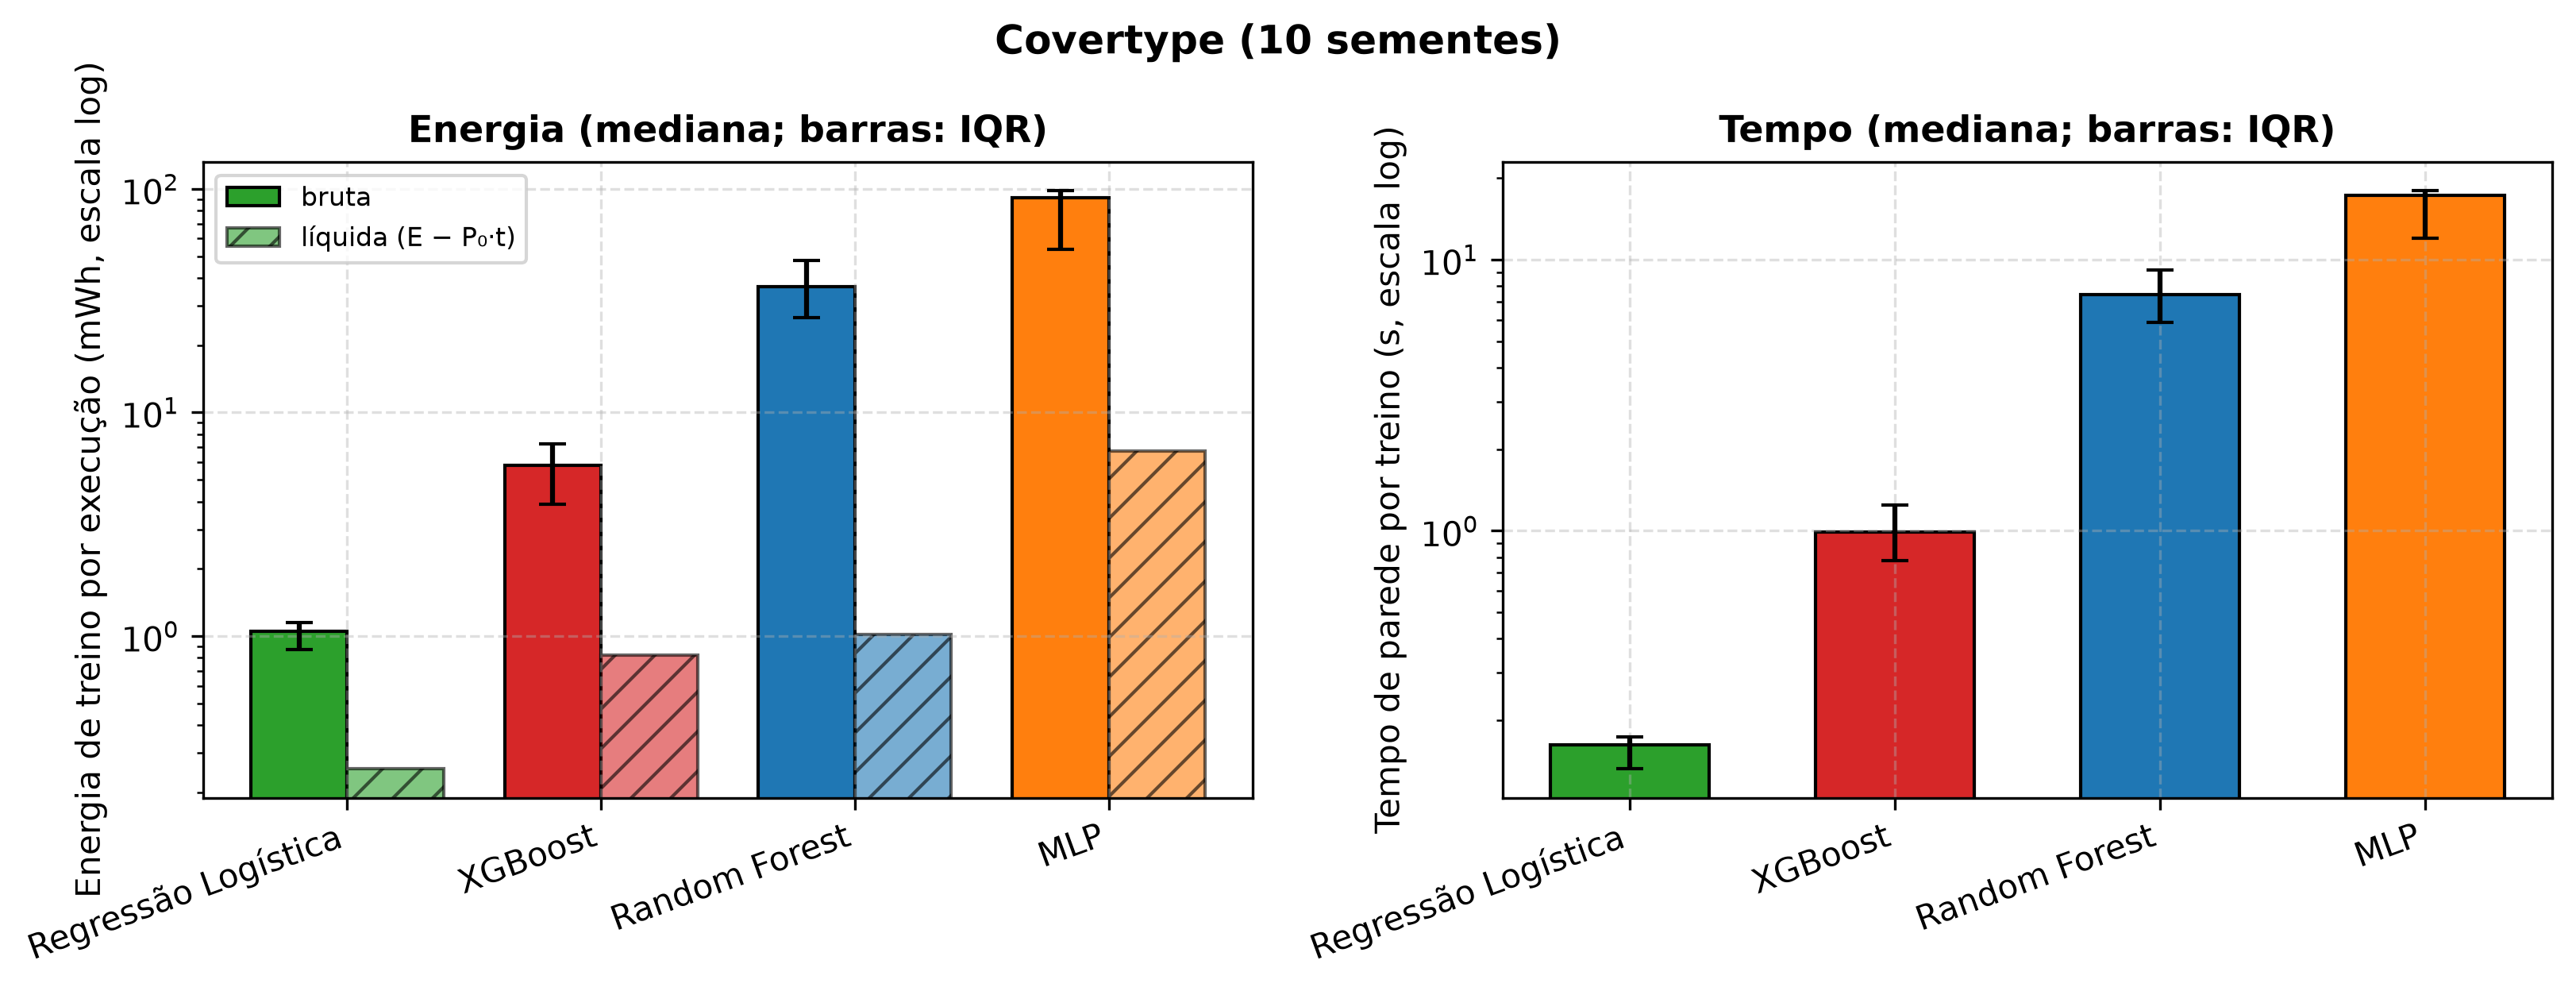 Covertype (10 sementes)
Energia (mediana; barras: IQR)
Energia de treino por execução (mWh, escala log)
10²
10¹
10⁰
bruta
líquida (E − P₀·t)
Regressão Logística
XGBoost
Random Forest
MLP
Tempo (mediana; barras: IQR)
Tempo de parede por treino (s, escala log)
10¹
10⁰
Regressão Logística
XGBoost
Random Forest
MLP